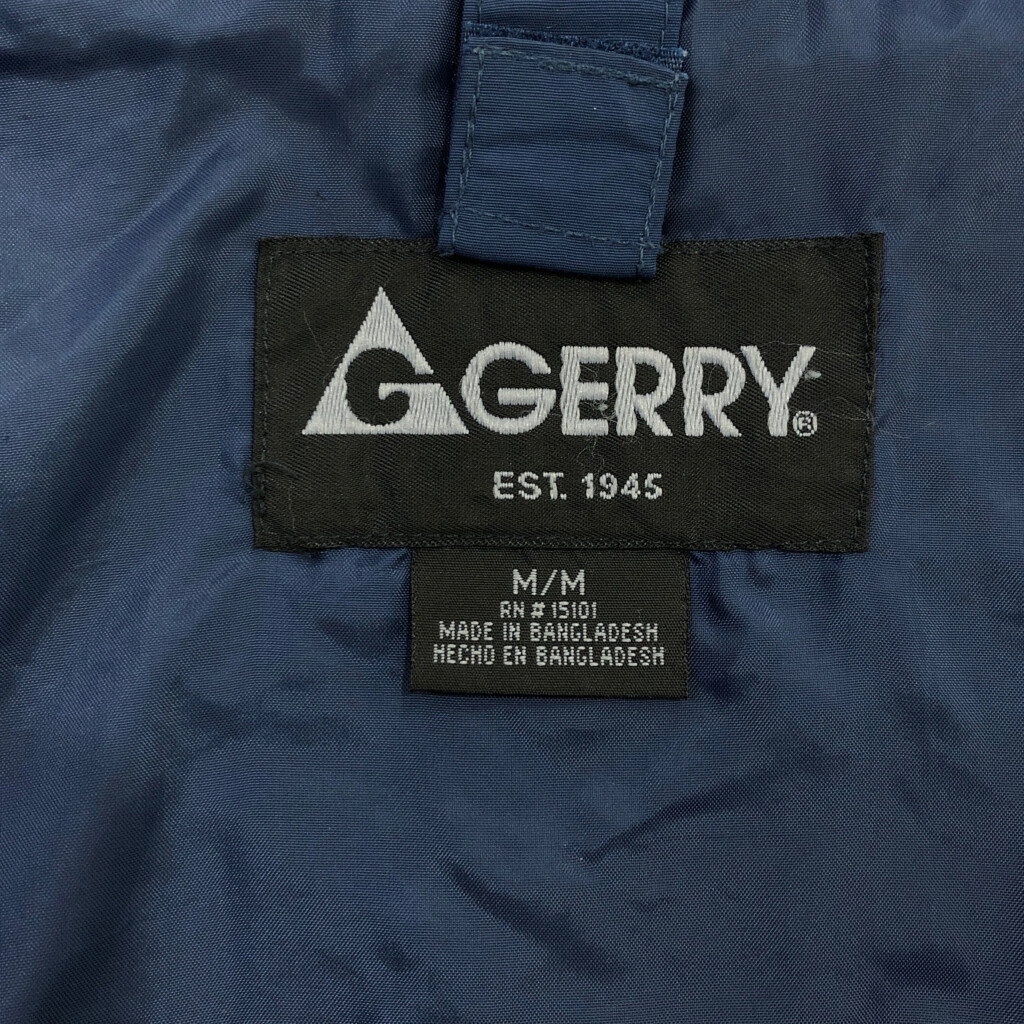 G GERRY®
EST. 1945
M/M
RN # 15101
MADE IN BANGLADESH
HECHO EN BANGLADESH